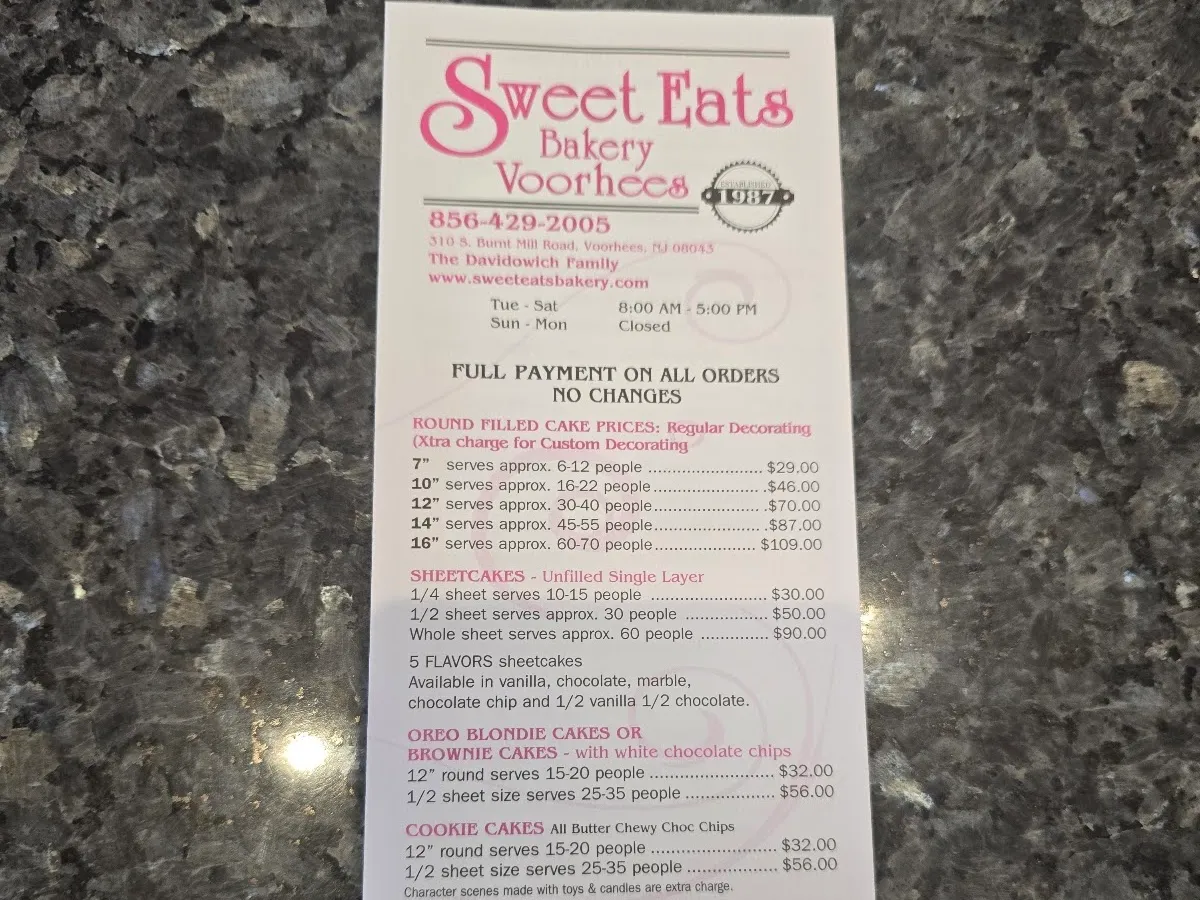 Sweet Eats
Bakery
Voorhees
ESTABLISHED
1987
856-429-2005
310 S. Burnt Mill Road, Voorhees, NJ 08043
The Davidowich Family
www.sweeteatsbakery.com
Tue - Sat 8:00 AM - 5:00 PM
Sun - Mon Closed
FULL PAYMENT ON ALL ORDERS
NO CHANGES
ROUND FILLED CAKE PRICES: Regular Decorating
(Xtra charge for Custom Decorating
7” serves approx. 6-12 people ....................... $29.00
10” serves approx. 16-22 people...................... .$46.00
12” serves approx. 30-40 people.......................$70.00
14” serves approx. 45-55 people.......................$87.00
16” serves approx. 60-70 people..................... $109.00
SHEETCAKES - Unfilled Single Layer
1/4 sheet serves 10-15 people ........................ $30.00
1/2 sheet serves approx. 30 people ................. $50.00
Whole sheet serves approx. 60 people .............. $90.00
5 FLAVORS sheetcakes
Available in vanilla, chocolate, marble,
chocolate chip and 1/2 vanilla 1/2 chocolate.
OREO BLONDIE CAKES OR
BROWNIE CAKES - with white chocolate chips
12” round serves 15-20 people .......................... $32.00
1/2 sheet size serves 25-35 people .................. $56.00
COOKIE CAKES All Butter Chewy Choc Chips
12” round serves 15-20 people .......................... $32.00
1/2 sheet size serves 25-35 people ................... $56.00
Character scenes made with toys & candles are extra charge.